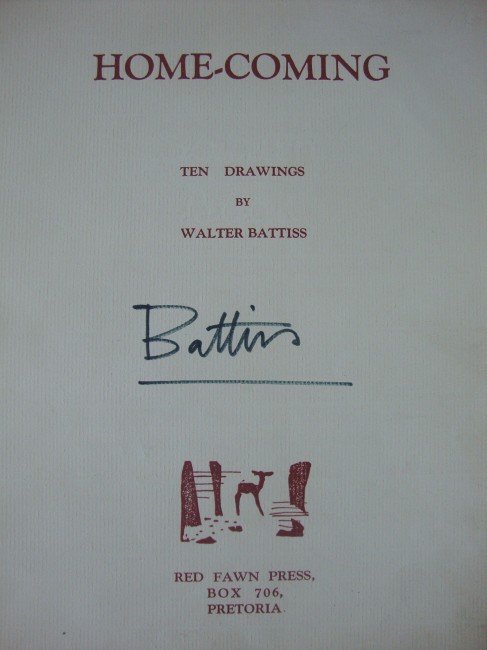 HOME-COMING
TEN DRAWINGS
BY
WALTER BATTISS
Battiss
RED FAWN PRESS,
BOX 706,
PRETORIA